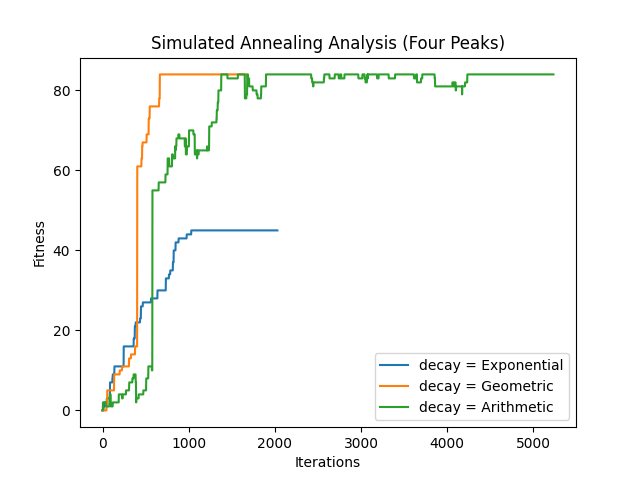 Simulated Annealing Analysis (Four Peaks)
80
60
40
20
0
Fitness
decay = Exponential
decay = Geometric
decay = Arithmetic
0 1000 2000 3000 4000 5000
Iterations